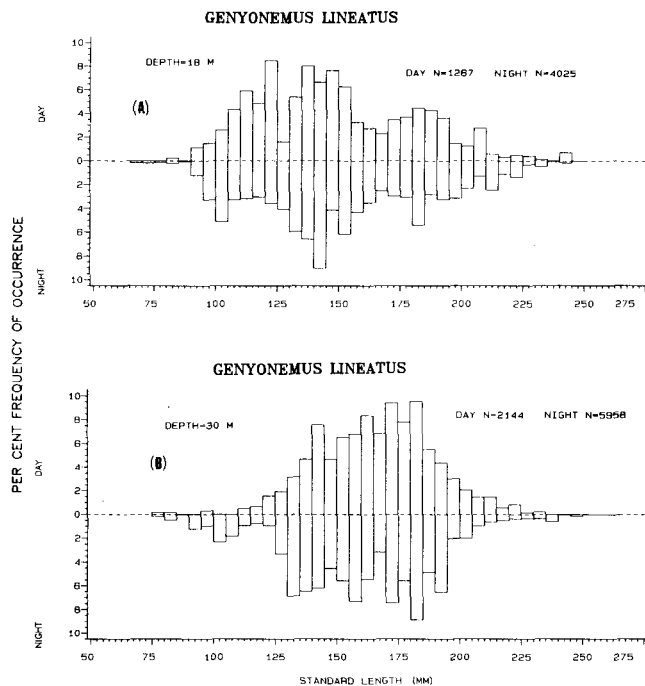 GENYONEMUS LINEATUS
DEPTH=18 M
DAY N=1267 NIGHT N=4025
(A)
10
8
6
4
2
0
2
4
6
8
10
DAY
NIGHT
50 75 100 125 150 175 200 225 250 275
PER CENT FREQUENCY OF OCCURRENCE
GENYONEMUS LINEATUS
DEPTH=30 M
DAY N=2144 NIGHT N=5958
(B)
10
8
6
4
2
0
2
4
6
8
10
DAY
NIGHT
50 75 100 125 150 175 200 225 250 275
STANDARD LENGTH (MM)